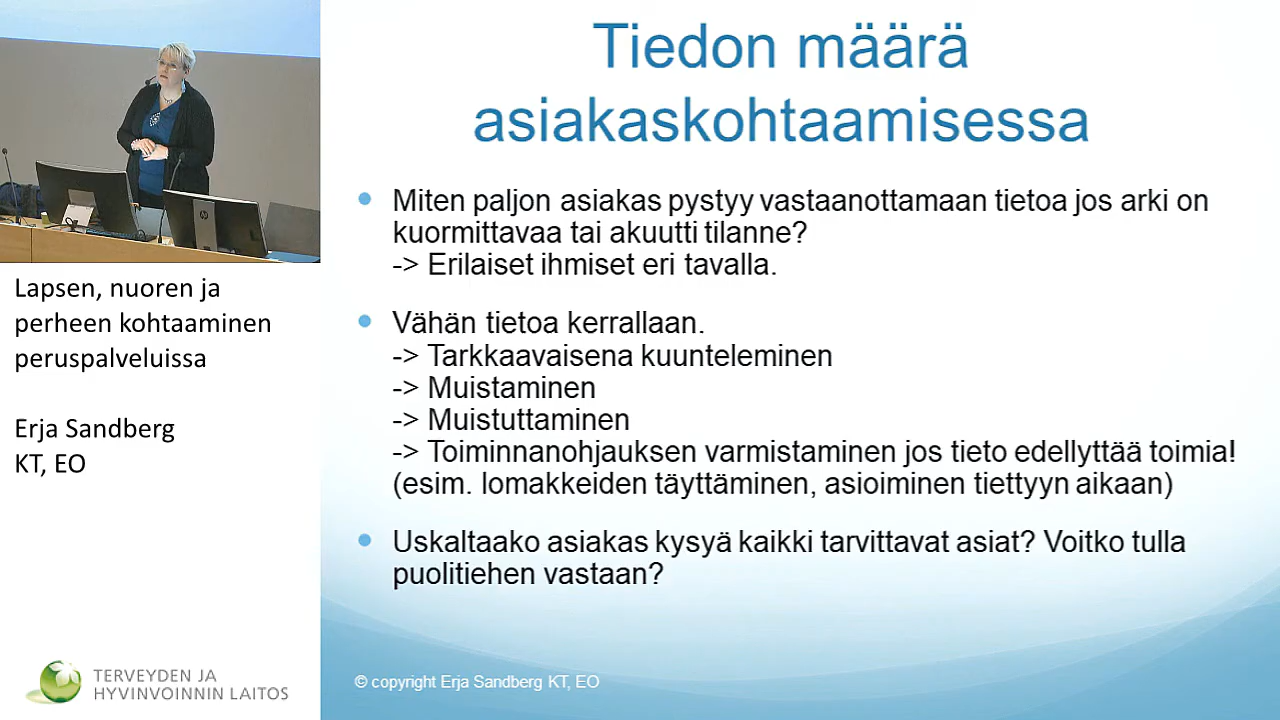 Tiedon määrä
asiakaskohtaamisessa
Miten paljon asiakas pystyy vastaanottamaan tietoa jos arki on
kuormittavaa tai akuutti tilanne?
-> Erilaiset ihmiset eri tavalla.
Vähän tietoa kerrallaan.
-> Tarkkaavaisena kuunteleminen
-> Muistaminen
-> Muistuttaminen
-> Toiminnanohjauksen varmistaminen jos tieto edellyttää toimia!
(esim. lomakkeiden täyttäminen, asioiminen tiettyyn aikaan)
Uskaltaako asiakas kysyä kaikki tarvittavat asiat? Voitko tulla
puolitiehen vastaan?
© copyright Erja Sandberg KT, EO
Lapsen, nuoren ja
perheen kohtaaminen
peruspalveluissa
Erja Sandberg
KT, EO
TERVEYDEN JA
HYVINVOINNIN LAITOS
hp